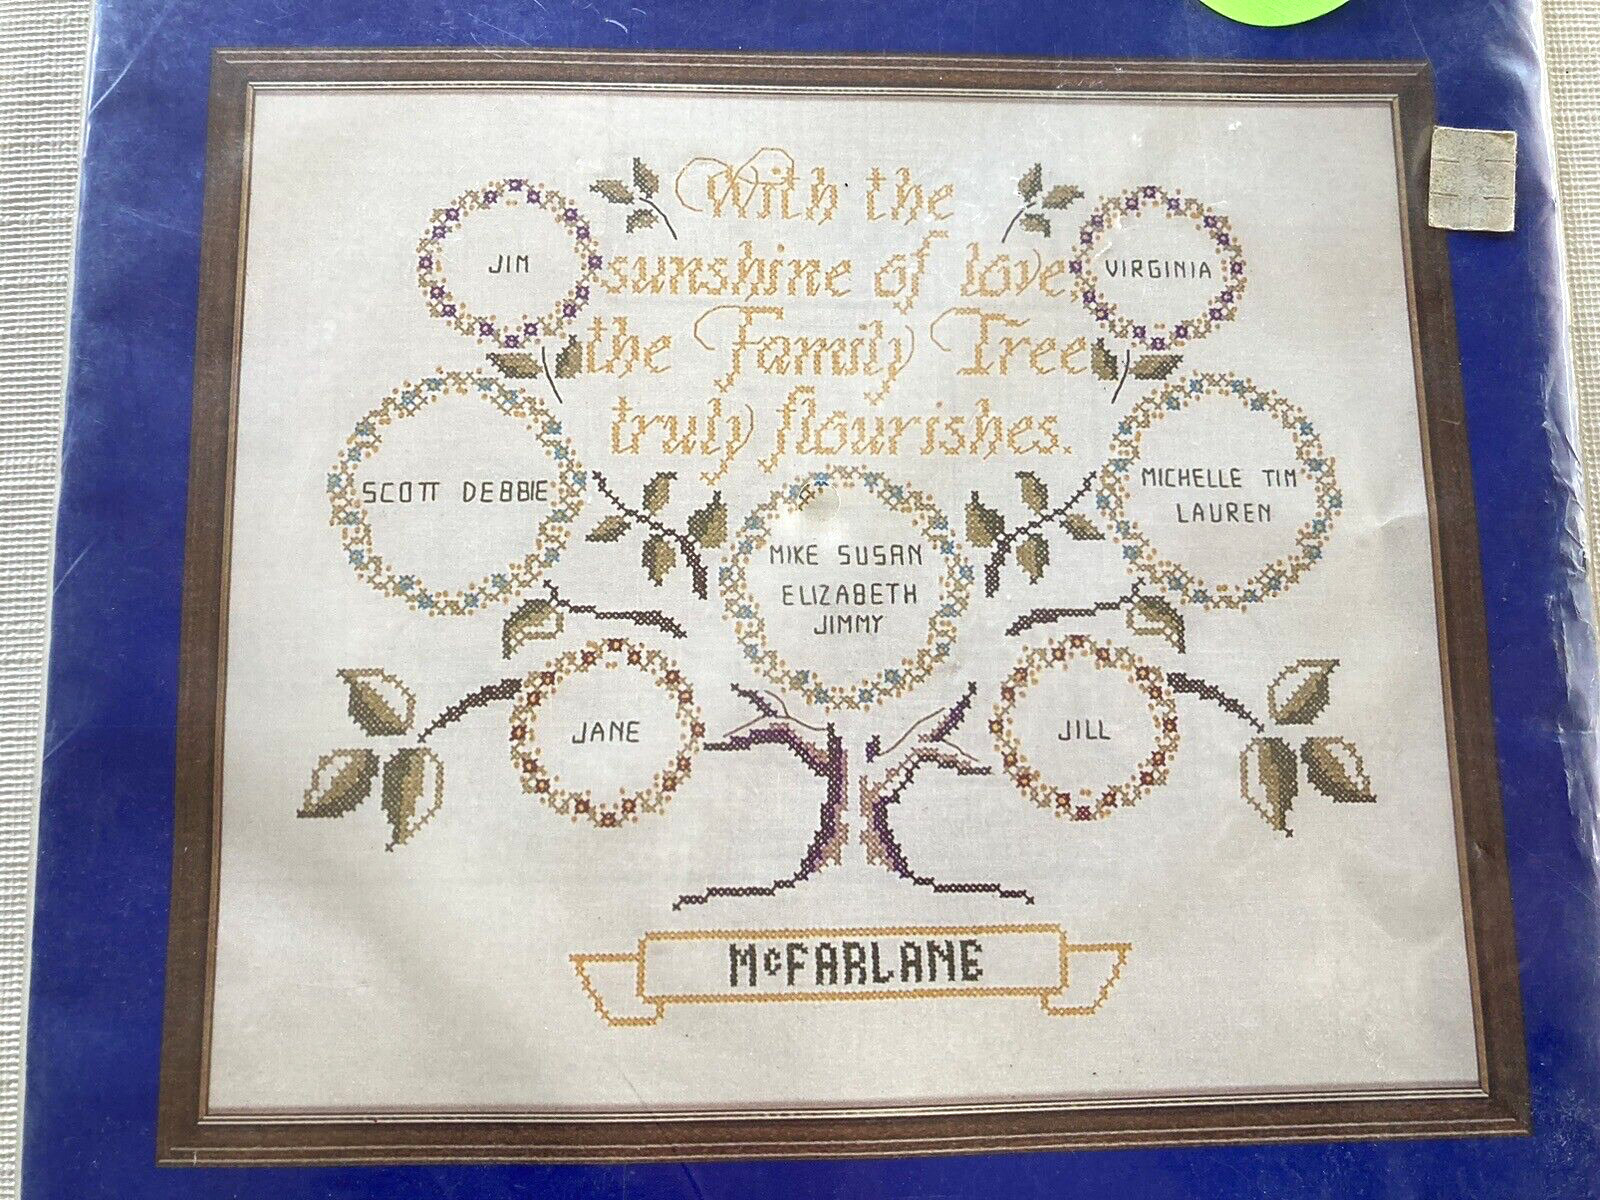 With the
sunshine of love,
the Family Tree
truly flourishes.
JIM
VIRGINIA
SCOTT DEBBIE
MICHELLE TIM
LAUREN
MIKE SUSAN
ELIZABETH
JIMMY
JANE
JILL
McFARLANE